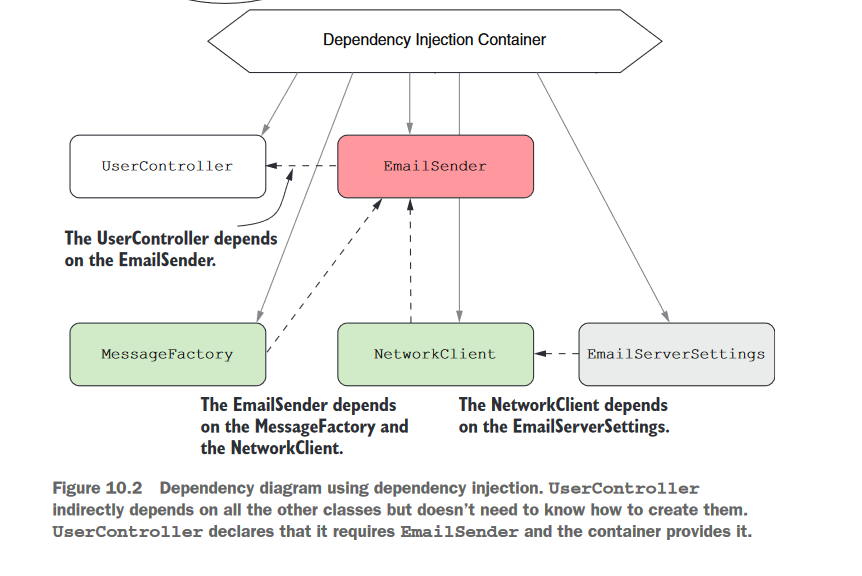 Dependency Injection Container
UserController
EmailSender
The UserController depends
on the EmailSender.
MessageFactory
NetworkClient
EmailServerSettings
The EmailSender depends
on the MessageFactory and
the NetworkClient.
The NetworkClient depends
on the EmailServerSettings.
Figure 10.2 Dependency diagram using dependency injection. UserController
indirectly depends on all the other classes but doesn't need to know how to create them.
UserController declares that it requires EmailSender and the container provides it.